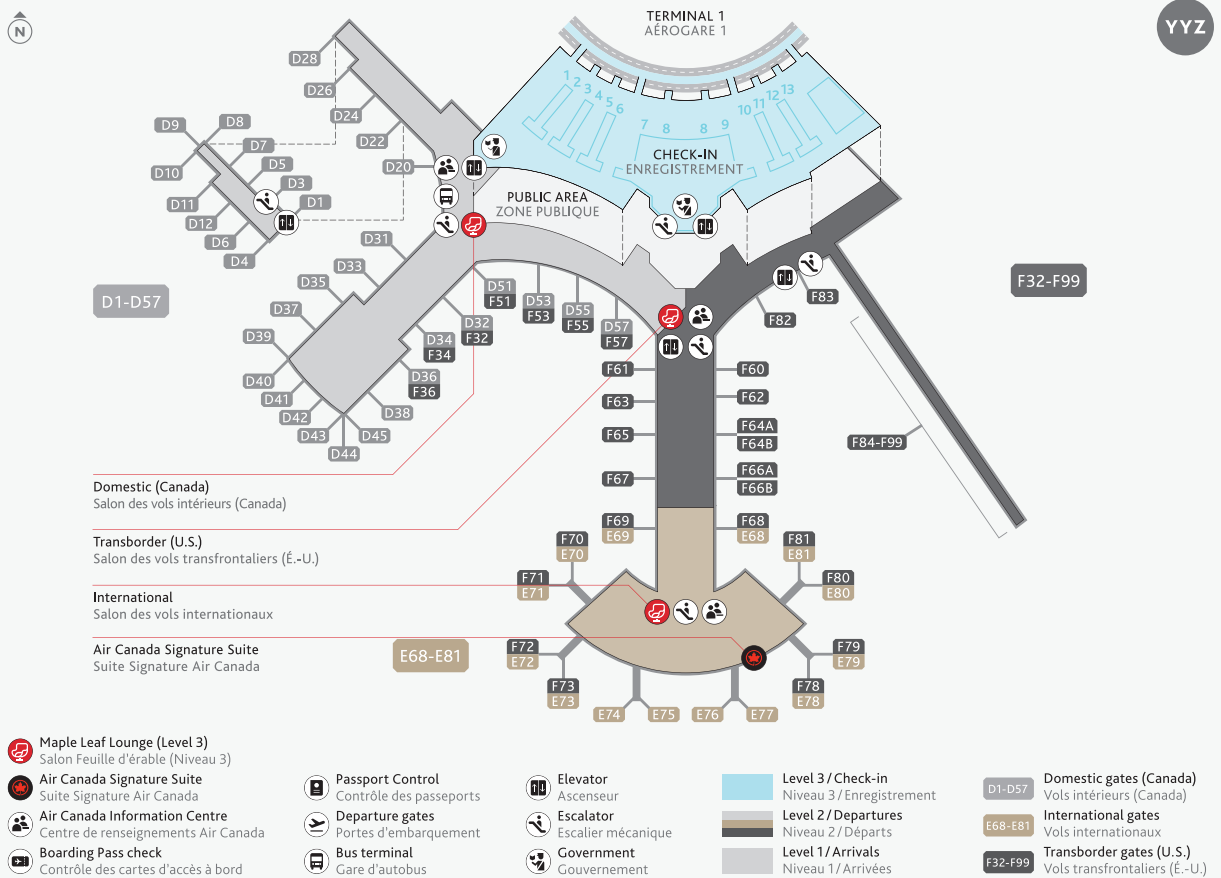 N
TERMINAL 1
AÉROGARE 1
YYZ
1
2
3
4
5
6
7
8
8
9
10
11
12
13
CHECK-IN
ENREGISTREMENT
PUBLIC AREA
ZONE PUBLIQUE
D28
D26
D24
D22
D20
D9
D8
D7
D10
D5
D3
D11
D1
D12
D6
D4
D31
D33
D35
D37
D39
D40
D41
D42
D43
D44
D45
D38
D36
F36
D34
F34
D32
F32
D51
F51
D53
F53
D55
F55
D57
F57
D1-D57
F32-F99
F83
F82
F84-F99
F61
F60
F63
F62
F65
F64A
F64B
F67
F66A
F66B
F69
E69
F68
E68
F70
E70
F81
E81
F71
E71
F80
E80
F72
E72
F79
E79
F73
E73
F78
E78
E74
E75
E76
E77
E68-E81
Domestic (Canada)
Salon des vols intérieurs (Canada)
Transborder (U.S.)
Salon des vols transfrontaliers (É.-U.)
International
Salon des vols internationaux
Air Canada Signature Suite
Suite Signature Air Canada
Maple Leaf Lounge (Level 3)
Salon Feuille d'érable (Niveau 3)
Air Canada Signature Suite
Suite Signature Air Canada
Air Canada Information Centre
Centre de renseignements Air Canada
Boarding Pass check
Contrôle des cartes d'accès à bord
Passport Control
Contrôle des passeports
Departure gates
Portes d'embarquement
Bus terminal
Gare d'autobus
Elevator
Ascenseur
Escalator
Escalier mécanique
Government
Gouvernement
Level 3 / Check-in
Niveau 3 / Enregistrement
Level 2 / Departures
Niveau 2 / Départs
Level 1 / Arrivals
Niveau 1 / Arrivées
D1-D57
Domestic gates (Canada)
Vols intérieurs (Canada)
E68-E81
International gates
Vols internationaux
F32-F99
Transborder gates (U.S.)
Vols transfrontaliers (É.-U.)